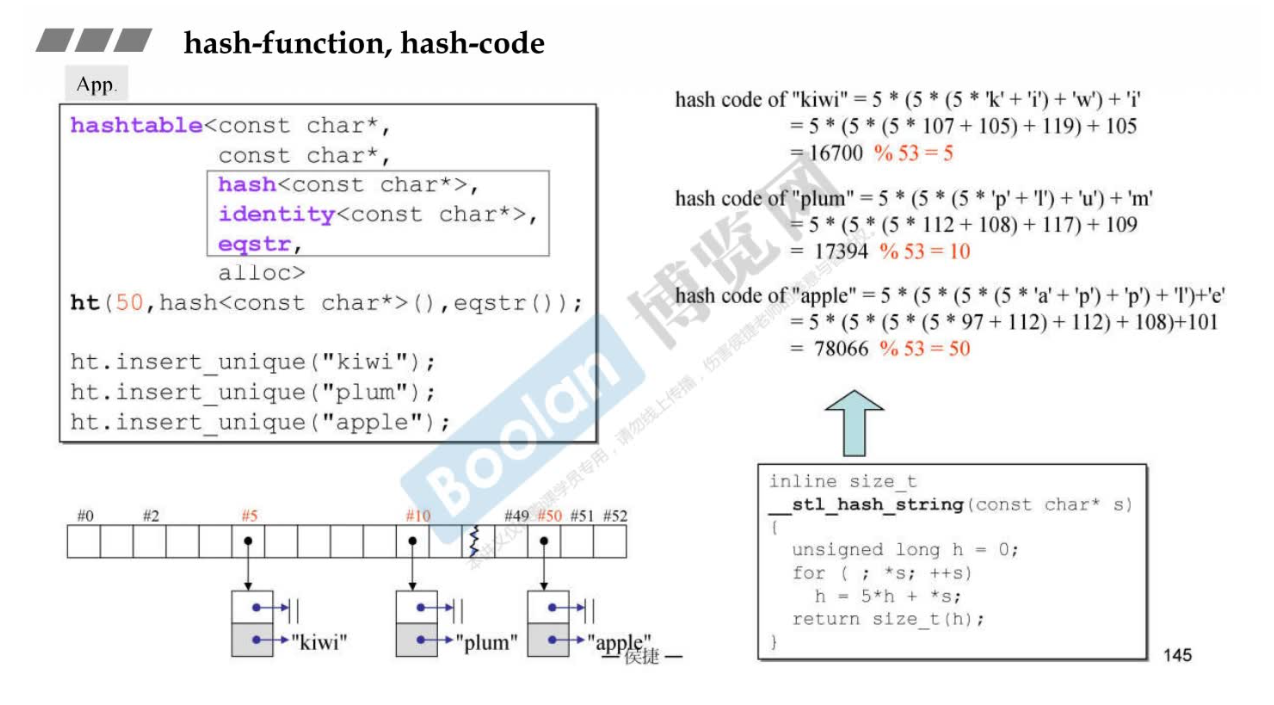 hash-function, hash-code
App.
hashtable<const char*,
const char*,
hash<const char*>,
identity<const char*>,
eqstr,
alloc>
ht(50,hash<const char*>(),eqstr());
ht.insert_unique("kiwi");
ht.insert_unique("plum");
ht.insert_unique("apple");
hash code of "kiwi" = 5 * (5 * (5 * 'k' + 'i') + 'w') + 'i'
= 5 * (5 * (5 * 107 + 105) + 119) + 105
= 16700 % 53 = 5
hash code of "plum" = 5 * (5 * (5 * 'p' + 'l') + 'u') + 'm'
= 5 * (5 * (5 * 112 + 108) + 117) + 109
= 17394 % 53 = 10
hash code of "apple" = 5 * (5 * (5 * (5 * 'a' + 'p') + 'p') + 'l')+'e'
= 5 * (5 * (5 * (5 * 97 + 112) + 112) + 108)+101
= 78066 % 53 = 50
inline size_t
__stl_hash_string(const char* s)
{
unsigned long h = 0;
for ( ; *s; ++s)
h = 5*h + *s;
return size_t(h);
}
#0 #2 #5 #10 #49 #50 #51 #52
"kiwi" "plum" "apple"
— 侯捷 —
145
Boolan 博览网